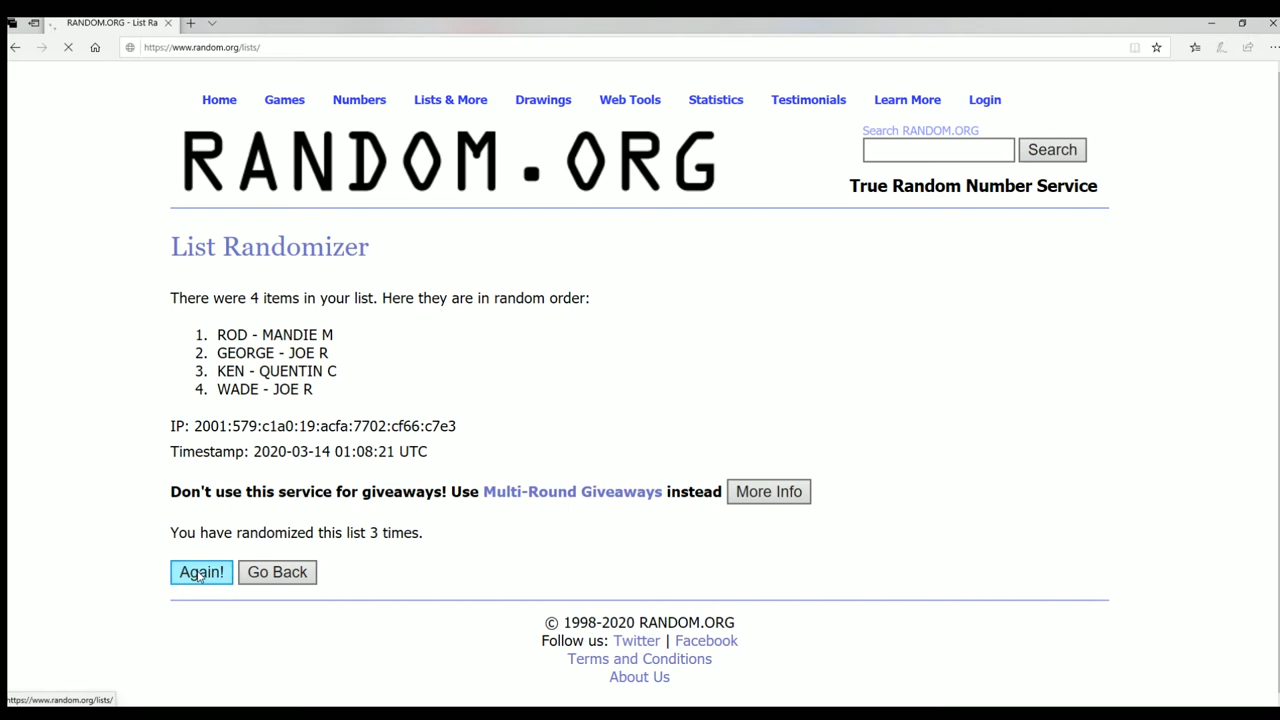 RANDOM.ORG - List Ra
https://www.random.org/lists/
Home Games Numbers Lists & More Drawings Web Tools Statistics Testimonials Learn More Login
RANDOM.ORG
Search RANDOM.ORG
Search
True Random Number Service
List Randomizer
There were 4 items in your list. Here they are in random order:
1. ROD - MANDIE M
2. GEORGE - JOE R
3. KEN - QUENTIN C
4. WADE - JOE R
IP: 2001:579:c1a0:19:acfa:7702:cf66:c7e3
Timestamp: 2020-03-14 01:08:21 UTC
Don't use this service for giveaways! Use Multi-Round Giveaways instead More Info
You have randomized this list 3 times.
Again! Go Back
© 1998-2020 RANDOM.ORG
Follow us: Twitter | Facebook
Terms and Conditions
About Us
https://www.random.org/lists/